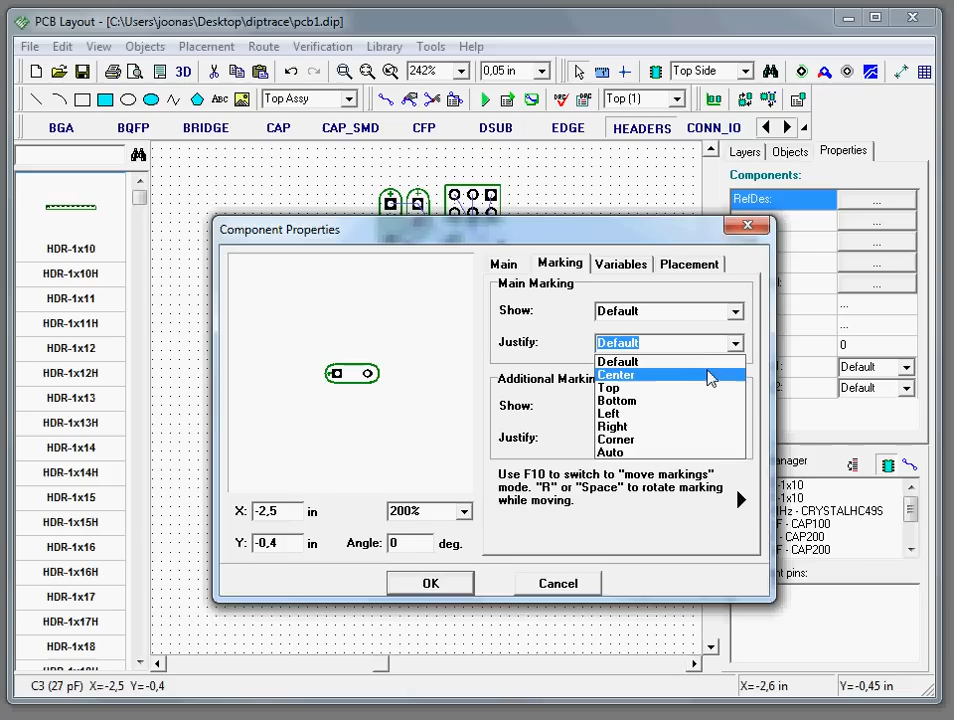 PCB Layout - [C:\Users\joonas\Desktop\diptrace\pcb1.dip]
File Edit View Objects Placement Route Verification Library Tools Help
3D 242% 0,05 in Top Side
ABC Top Assy Top (1)
BGA BQFP BRIDGE CAP CAP_SMD CFP DSUB EDGE HEADERS CONN_IO
Layers Objects Properties
Components:
RefDes: ...
...
...
...
...
...
...
0
Default
Default
HDR-1x10
HDR-1x10H
HDR-1x11
HDR-1x11H
HDR-1x12
HDR-1x12H
HDR-1x13
HDR-1x13H
HDR-1x14
HDR-1x14H
HDR-1x15
HDR-1x15H
HDR-1x16
HDR-1x16H
HDR-1x17
HDR-1x17H
HDR-1x18
Component Properties
Main Marking Variables Placement
Main Marking
Show: Default
Justify: Default
Default
Center
Top
Bottom
Left
Right
Corner
Auto
Additional Markin
Show:
Justify:
Use F10 to switch to "move markings"
mode. "R" or "Space" to rotate marking
while moving.
X: -2,5 in 200%
Y: -0,4 in Angle: 0 deg.
OK Cancel
anager
-1x10
-1x10
Hz - CRYSTALHC49S
F - CAP100
- CAP200
F - CAP200
t pins:
C3 (27 pF) X=-2,5 Y=-0,4
X=-2,6 in Y=-0,45 in